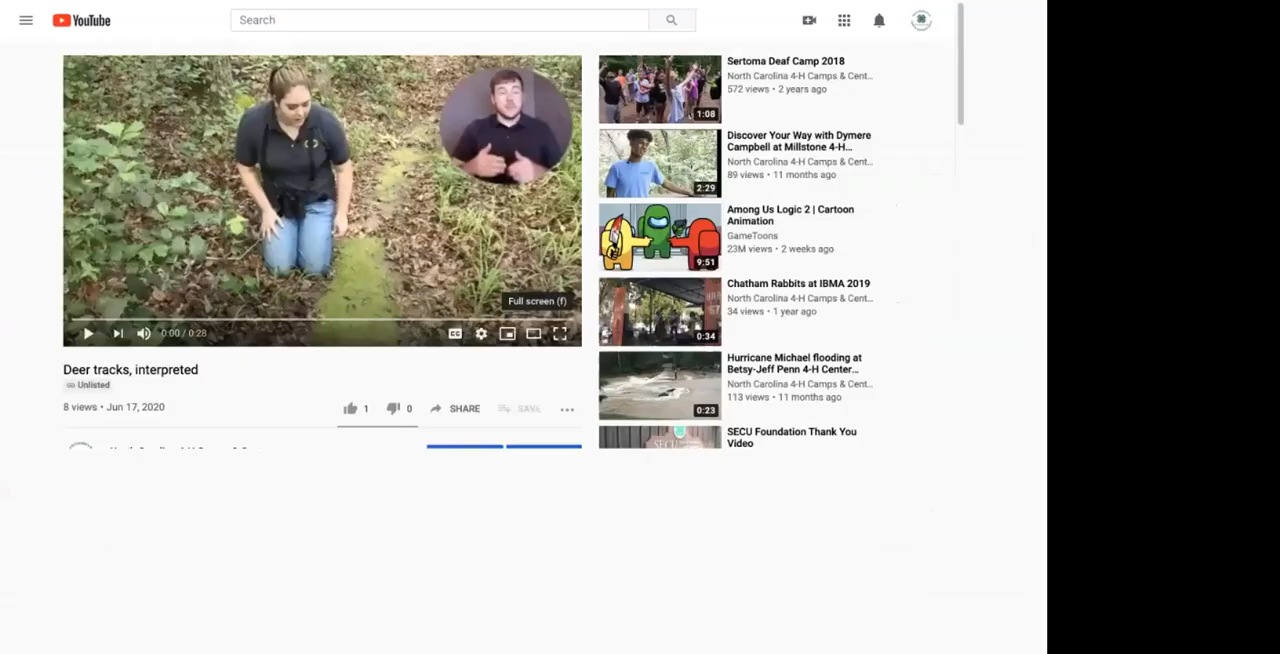 YouTube
Search
Full screen (f)
0:00 / 0:28
CC
Deer tracks, interpreted
Unlisted
8 views • Jun 17, 2020
1
0
SHARE
SAVE
Sertoma Deaf Camp 2018
North Carolina 4-H Camps & Cent...
572 views • 2 years ago
1:08
Discover Your Way with Dymere
Campbell at Millstone 4-H...
North Carolina 4-H Camps & Cent...
89 views • 11 months ago
2:29
Among Us Logic 2 | Cartoon
Animation
GameToons
23M views • 2 weeks ago
9:51
Chatham Rabbits at IBMA 2019
North Carolina 4-H Camps & Cent...
34 views • 1 year ago
0:34
Hurricane Michael flooding at
Betsy-Jeff Penn 4-H Center...
North Carolina 4-H Camps & Cent...
113 views • 11 months ago
0:23
SECU Foundation Thank You
Video
SECU